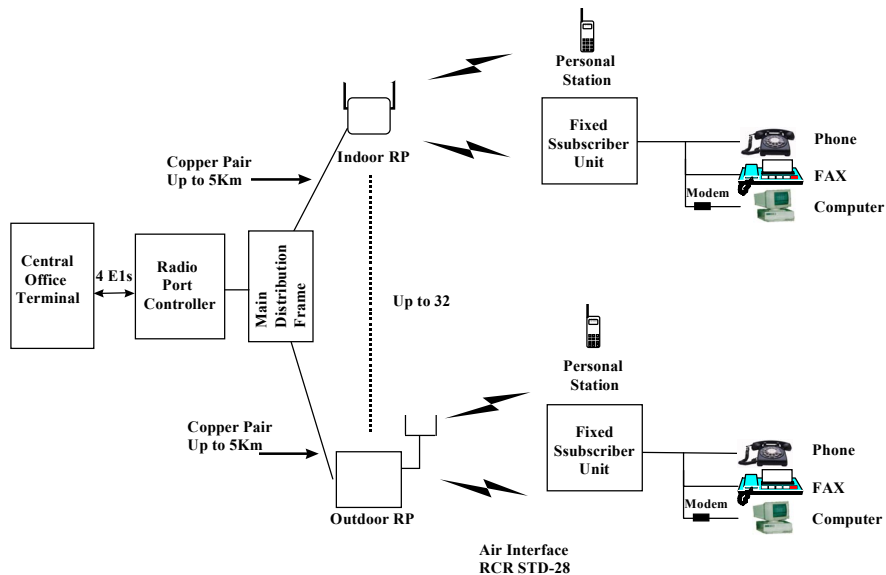 Personal
Station
Fixed
Ssubscriber
Unit
Phone
FAX
Modem
Computer
Indoor RP
Copper Pair
Up to 5Km
Central
Office
Terminal
4 E1s
Radio
Port
Controller
Main
Distribution
Frame
Up to 32
Personal
Station
Copper Pair
Up to 5Km
Fixed
Ssubscriber
Unit
Phone
FAX
Modem
Computer
Outdoor RP
Air Interface
RCR STD-28